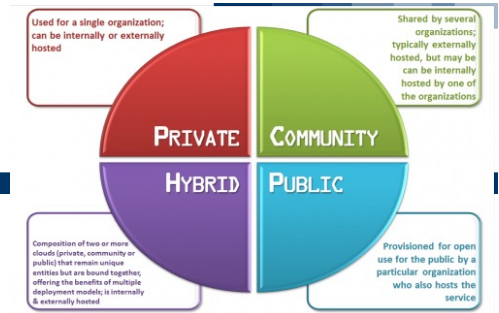 Used for a single organization;
can be internally or externally
hosted
Shared by several
organizations;
typically externally
hosted, but may be
can be internally
hosted by one of
the organizations
PRIVATE
COMMUNITY
HYBRID
PUBLIC
Composition of two or more
clouds (private, community or
public) that remain unique
entities but are bound together,
offering the benefits of multiple
deployment models; is internally
& externally hosted
Provisioned for open
use for the public by a
particular organization
who also hosts the
service